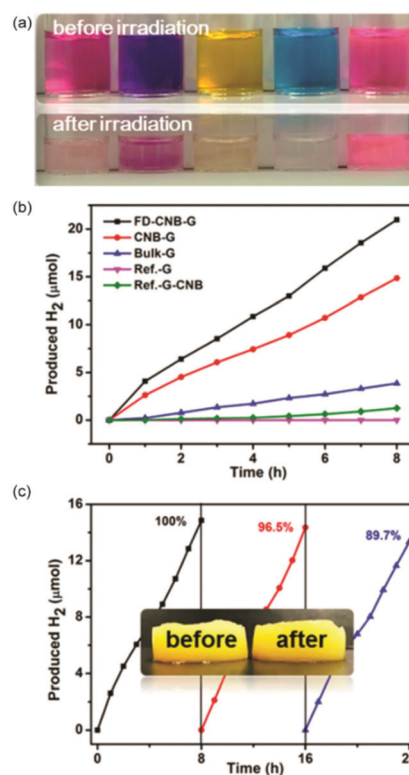 (a)
before irradiation
after irradiation
(b)
Produced H2 (μmol)
20
15
10
5
0
FD-CNB-G
CNB-G
Bulk-G
Ref.-G
Ref.-G-CNB
0 2 4 6 8
Time (h)
(c)
Produced H2 (μmol)
16
12
8
4
0
100%
96.5%
89.7%
before after
0 8 16
Time (h)